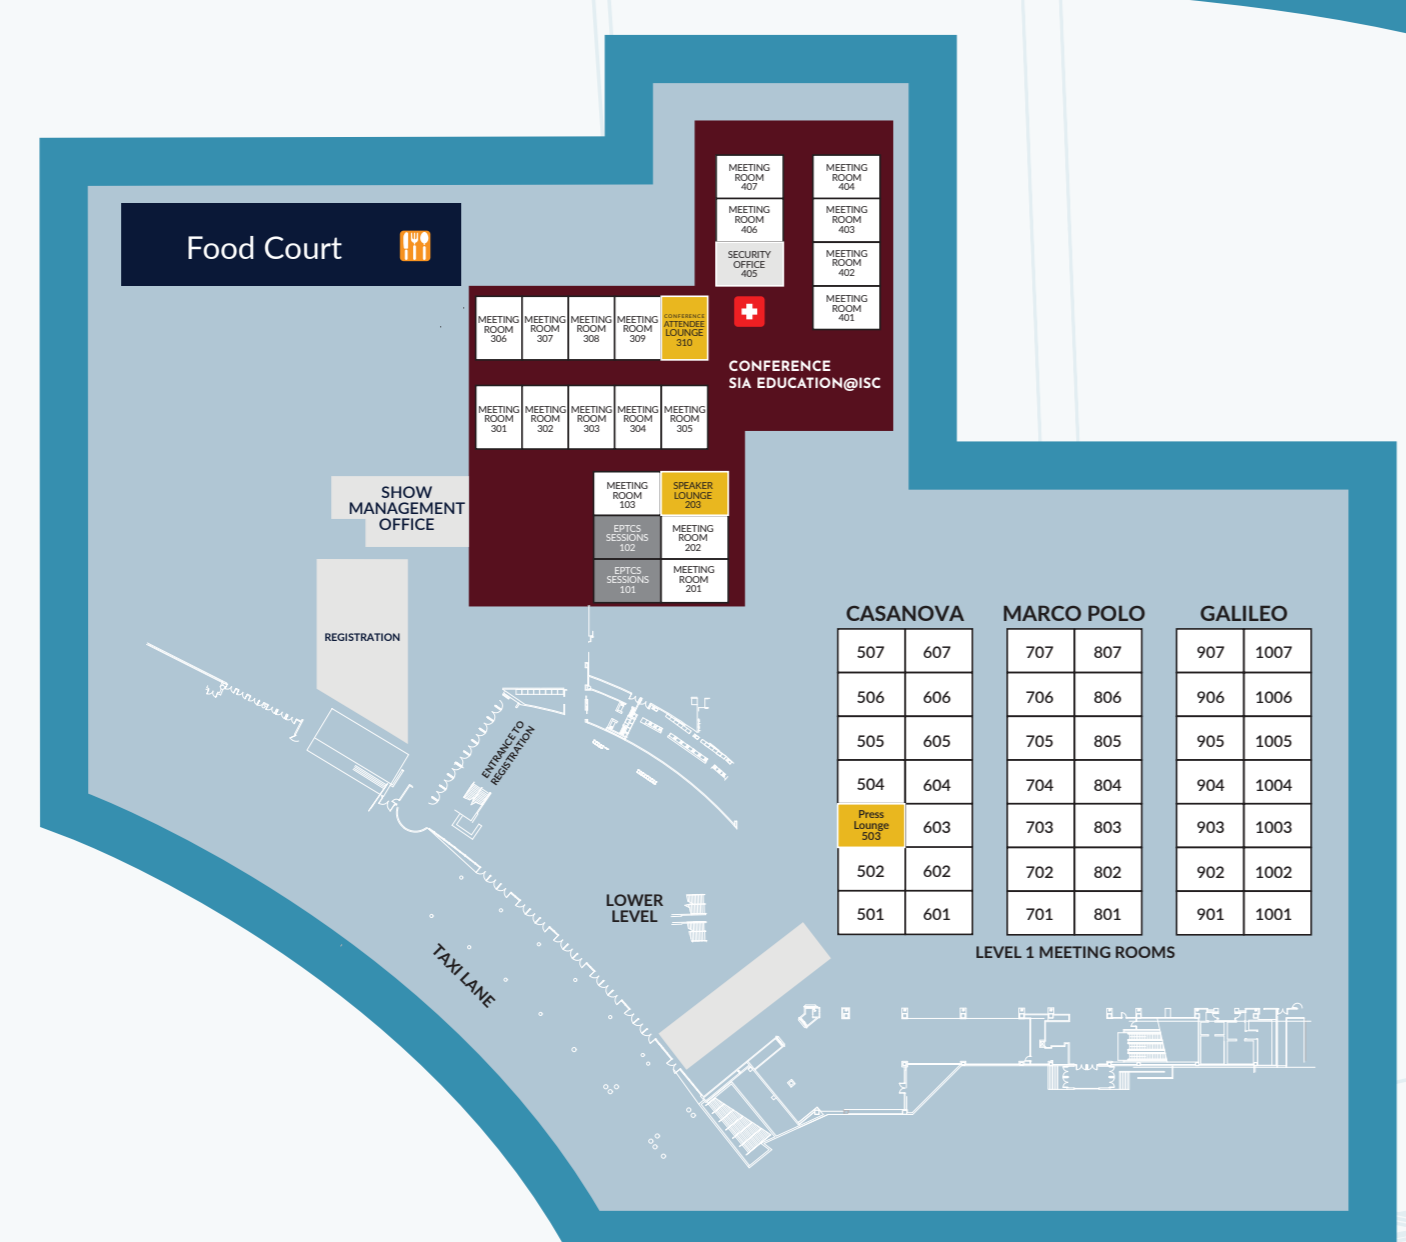 MEETING
ROOM
407
MEETING
ROOM
404
MEETING
ROOM
406
MEETING
ROOM
403
Food Court
SECURITY
OFFICE
405
MEETING
ROOM
402
MEETING
ROOM
401
MEETING
ROOM
306
MEETING
ROOM
307
MEETING
ROOM
308
MEETING
ROOM
309
CONFERENCE
ATTENDEE
LOUNGE
310
CONFERENCE
SIA EDUCATION@ISC
MEETING
ROOM
301
MEETING
ROOM
302
MEETING
ROOM
303
MEETING
ROOM
304
MEETING
ROOM
305
SHOW
MANAGEMENT
OFFICE
MEETING
ROOM
103
SPEAKER
LOUNGE
203
EPTCS
SESSIONS
102
MEETING
ROOM
202
EPTCS
SESSIONS
101
MEETING
ROOM
201
REGISTRATION
ENTRANCE TO
REGISTRATION
CASANOVA
507 607
506 606
505 605
504 604
Press
Lounge
503
603
502 602
501 601
MARCO POLO
707 807
706 806
705 805
704 804
703 803
702 802
701 801
GALILEO
907 1007
906 1006
905 1005
904 1004
903 1003
902 1002
901 1001
LEVEL 1 MEETING ROOMS
LOWER
LEVEL
TAXI LANE